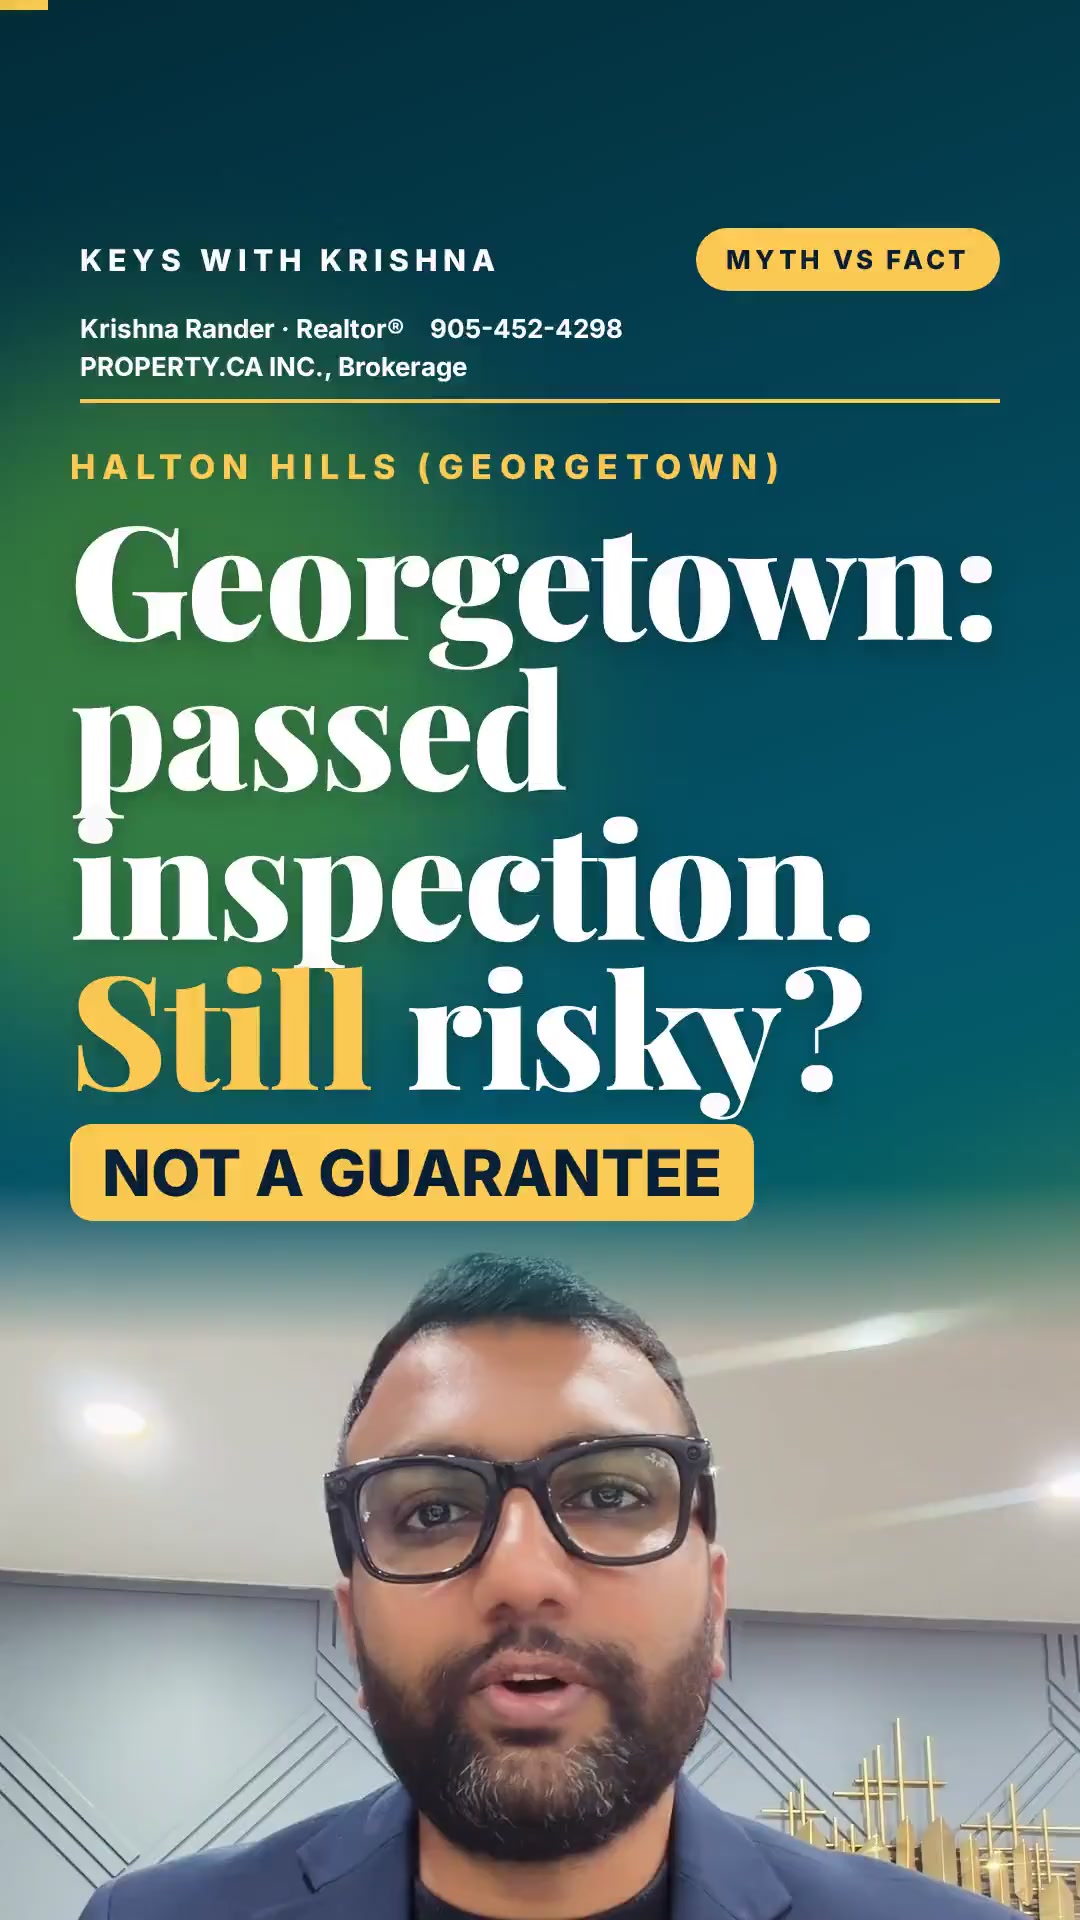 KEYS WITH KRISHNA
MYTH VS FACT
Krishna Rander · Realtor® 905-452-4298
PROPERTY.CA INC., Brokerage
HALTON HILLS (GEORGETOWN)
Georgetown:
passed
inspection.
Still risky?
NOT A GUARANTEE